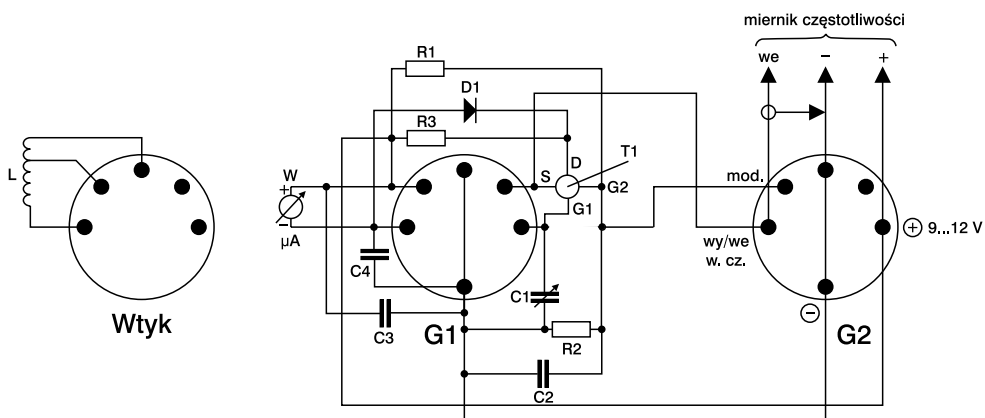 miernik częstotliwości
we
−
+
R1
D1
R3
T1
D
S
G2
G1
L
W
+
−
µA
mod.
wy/we
w. cz.
+ 9...12 V
C4
C1
C3
G1
R2
C2
−
G2
Wtyk